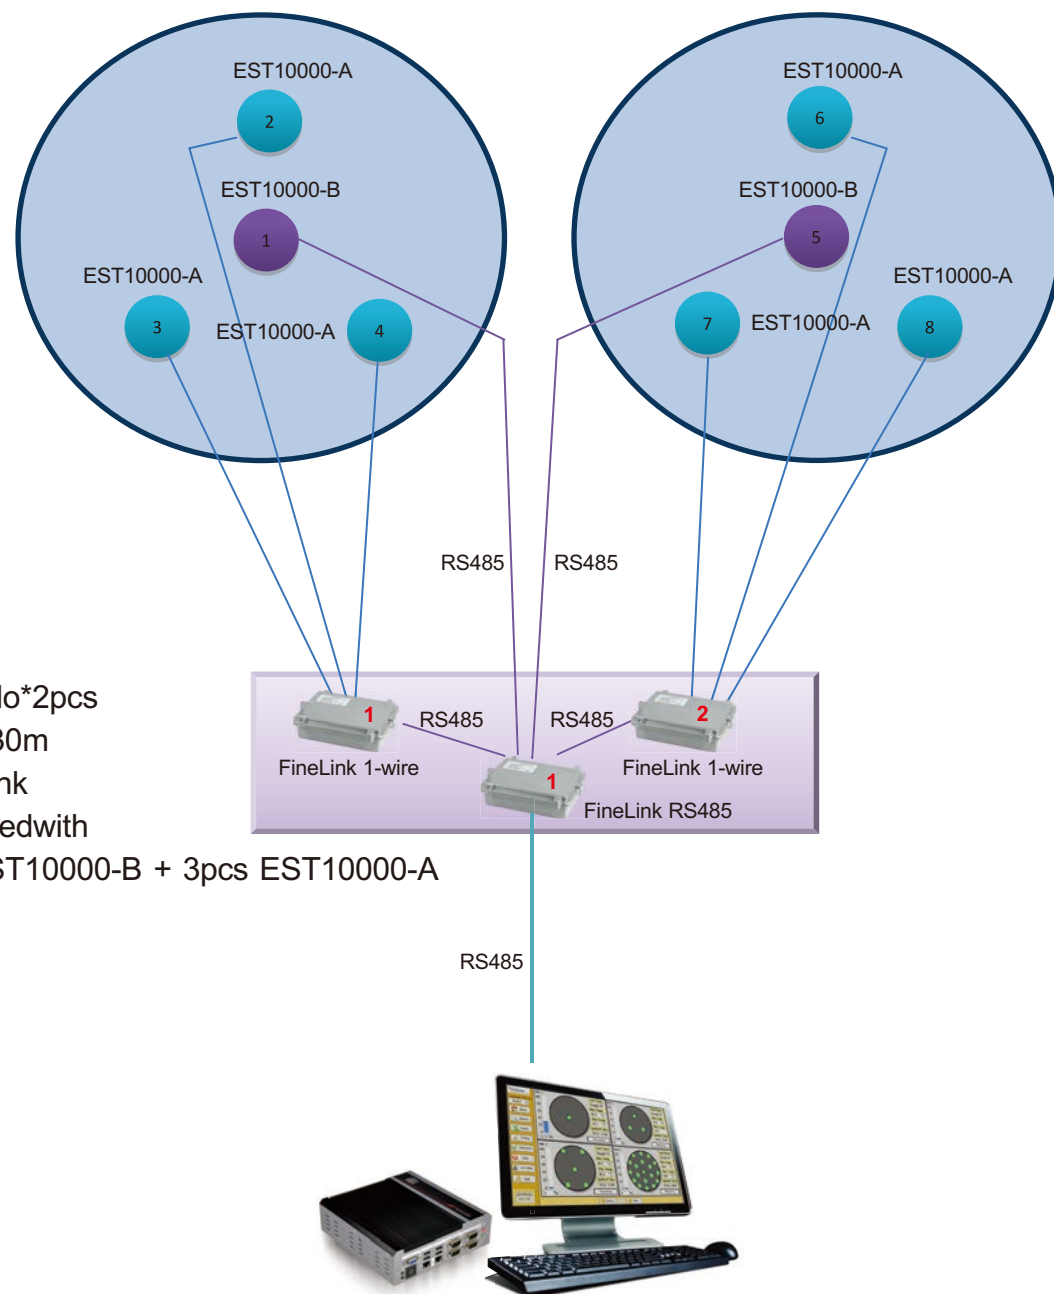 EST10000-A
2
EST10000-B
1
EST10000-A
3
EST10000-A
4
EST10000-A
6
EST10000-B
5
EST10000-A
7
EST10000-A
8
RS485
RS485
1
RS485
RS485
2
FineLink 1-wire
1
FineLink 1-wire
FineLink RS485
*2pcs
30m
edwith
ST10000-B + 3pcs EST10000-A
RS485